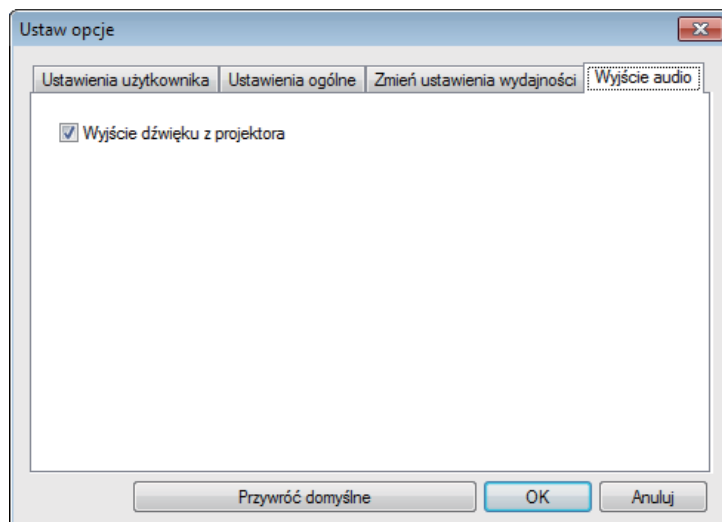 Ustaw opcje
Ustawienia użytkownika Ustawienia ogólne Zmień ustawienia wydajności Wyjście audio
Wyjście dźwięku z projektora
Przywróć domyślne OK Anuluj